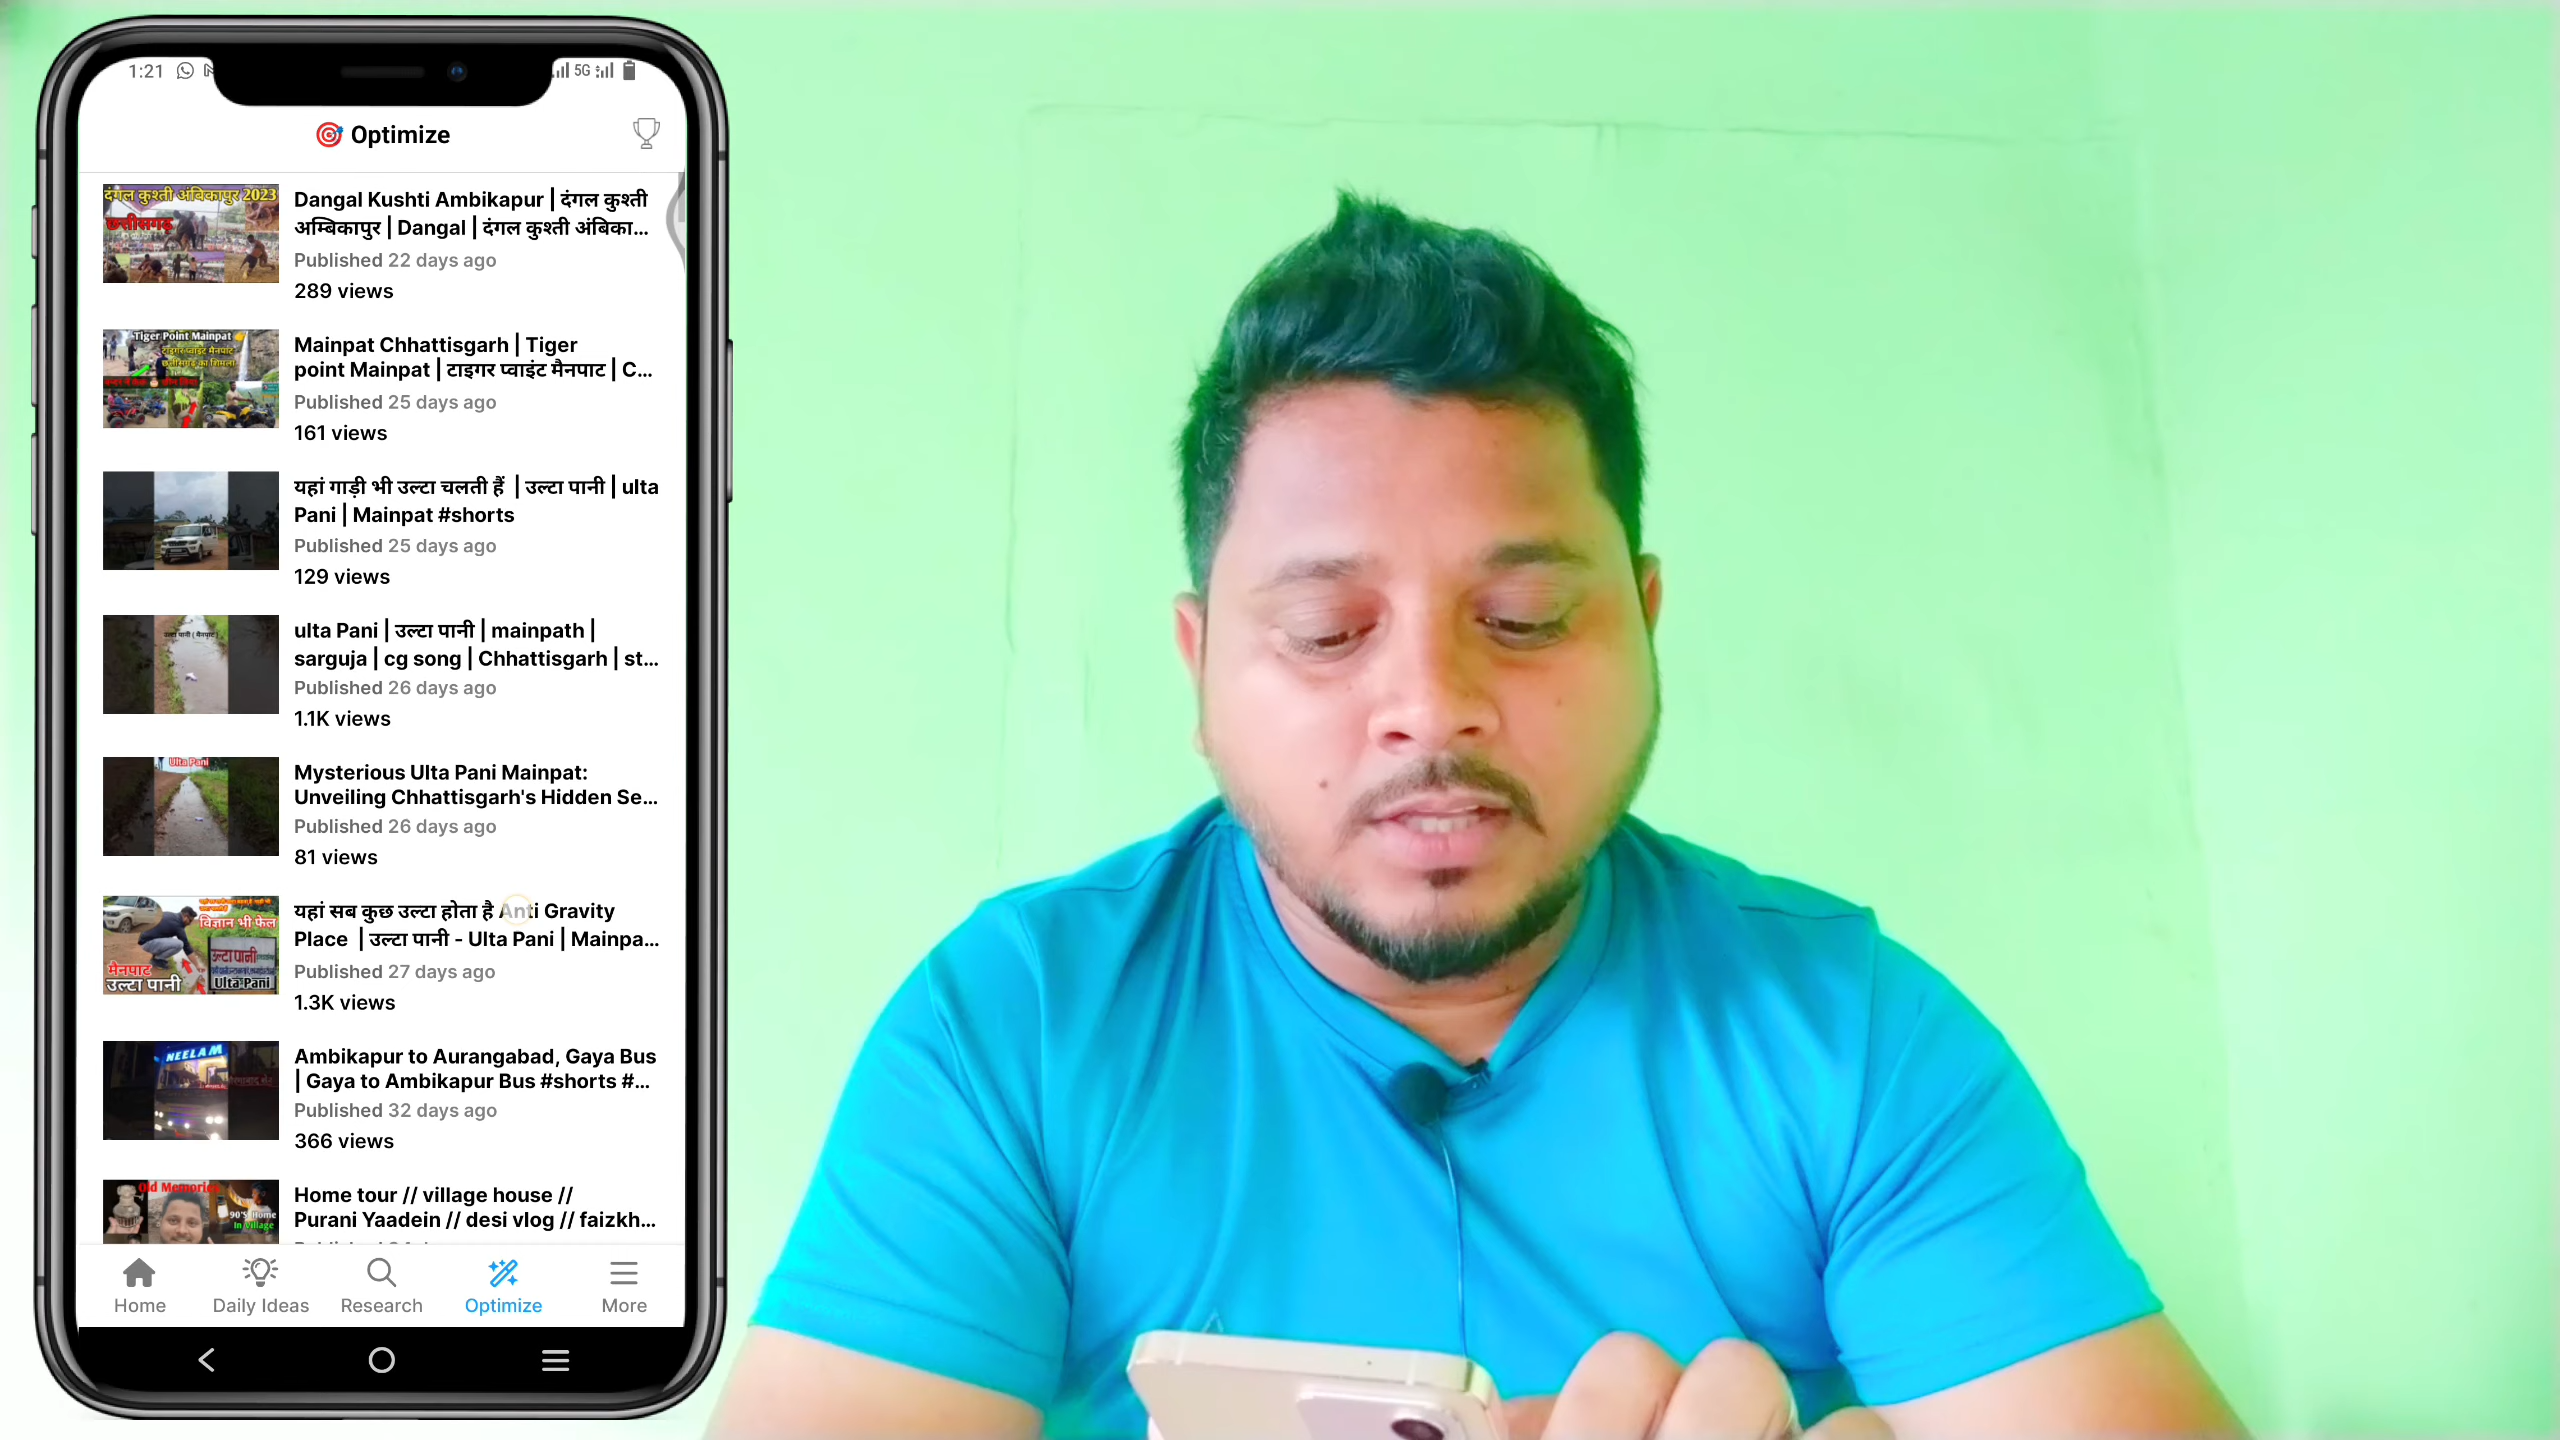 1:21
5G
Optimize
दंगल कुश्ती अंबिकापुर 2023
छत्तीसगढ़
Dangal Kushti Ambikapur | दंगल कुश्ती
अम्बिकापुर | Dangal | दंगल कुश्ती अंबिका...
Published 22 days ago
289 views
Tiger Point Mainpat
टाइगर प्वाइंट मैनपाट
छत्तीसगढ़ का शिमला
Mainpat Chhattisgarh | Tiger
point Mainpat | टाइगर प्वाइंट मैनपाट | C...
Published 25 days ago
161 views
यहां गाड़ी भी उल्टा चलती हैं | उल्टा पानी | ulta
Pani | Mainpat #shorts
Published 25 days ago
129 views
उल्टा पानी ( मैनपाट )
ulta Pani | उल्टा पानी | mainpath |
sarguja | cg song | Chhattisgarh | st...
Published 26 days ago
1.1K views
Ulta Pani
Mysterious Ulta Pani Mainpat:
Unveiling Chhattisgarh's Hidden Se...
Published 26 days ago
81 views
विज्ञान भी फेल
उल्टा पानी
मैनपाट
उल्टा पानी
Ulta Pani
यहां सब कुछ उल्टा होता है Anti Gravity
Place | उल्टा पानी - Ulta Pani | Mainpa...
Published 27 days ago
1.3K views
NEELAM
Ambikapur to Aurangabad, Gaya Bus
| Gaya to Ambikapur Bus #shorts #...
Published 32 days ago
366 views
Old Memories
90'S Home
In Village
Home tour // village house //
Purani Yaadein // desi vlog // faizkh...
Home
Daily Ideas
Research
Optimize
More